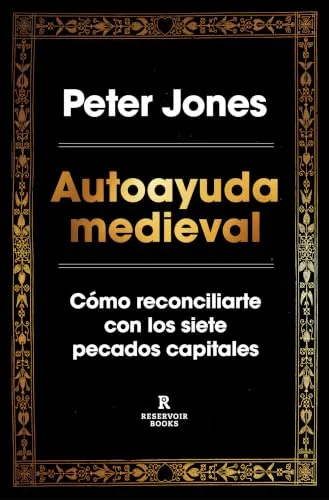 Peter Jones
Autoayuda
medieval
Cómo reconciliarte
con los siete
pecados capitales
RESERVOIR
BOOKS